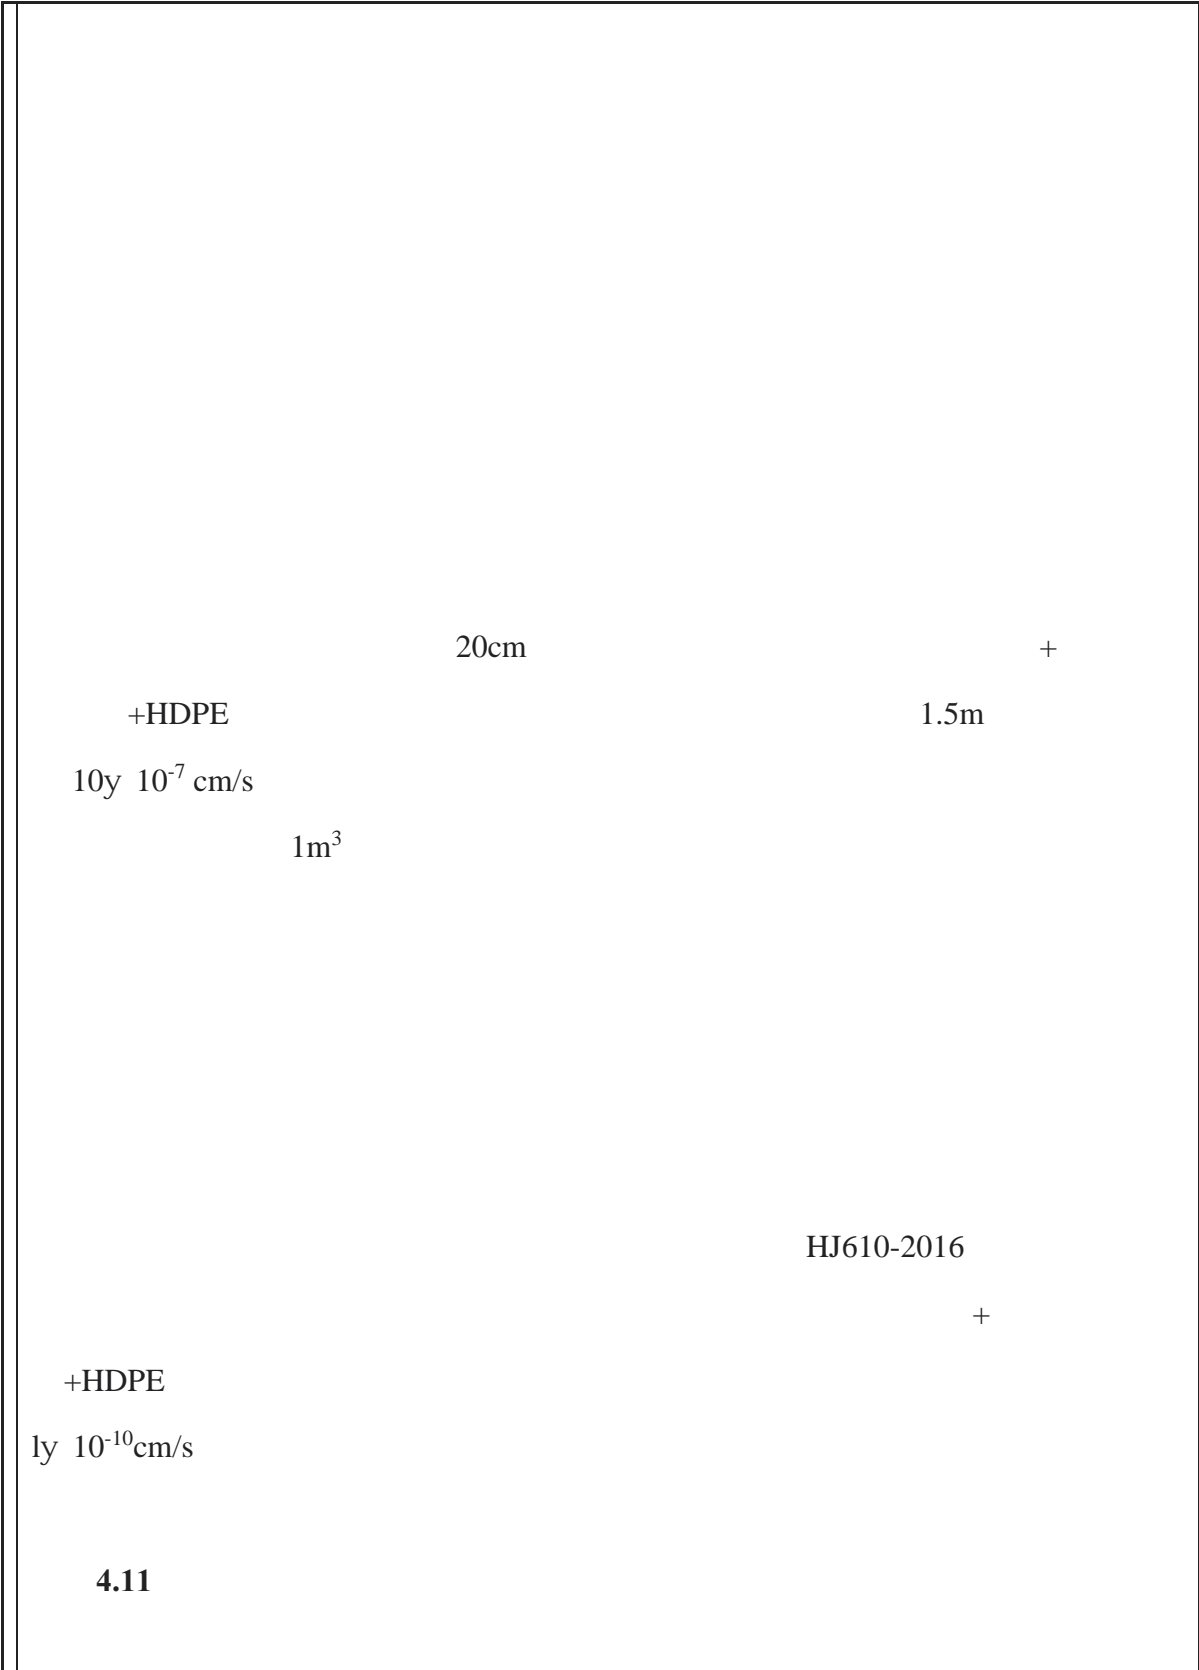 20cm +
+HDPE 1.5m
10y 10⁻⁷ cm/s
1m³
HJ610-2016
+
+HDPE
ly 10⁻¹⁰cm/s
4.11